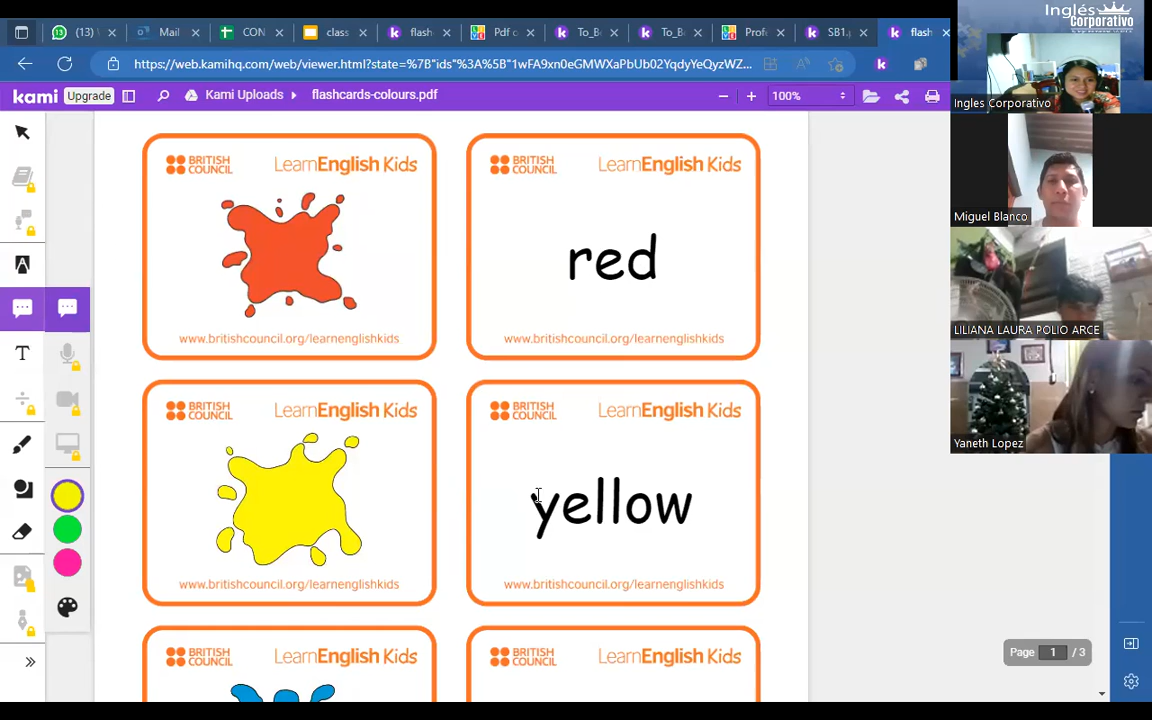 (13) \
Mail
CON
class
flash
Pdf c
To_Be
To_Be
Profe
SB1.p
flash
https://web.kamihq.com/web/viewer.html?state=%7B"ids"%3A%5B"1wFA9xn0eGMWXaPbUb02YqdyYeQyzWZ...
kami
Upgrade
Kami Uploads
flashcards-colours.pdf
100%
BRITISH
COUNCIL
LearnEnglish Kids
www.britishcouncil.org/learnenglishkids
BRITISH
COUNCIL
LearnEnglish Kids
red
www.britishcouncil.org/learnenglishkids
BRITISH
COUNCIL
LearnEnglish Kids
www.britishcouncil.org/learnenglishkids
BRITISH
COUNCIL
LearnEnglish Kids
yellow
www.britishcouncil.org/learnenglishkids
BRITISH
COUNCIL
LearnEnglish Kids
BRITISH
COUNCIL
LearnEnglish Kids
Page 1 / 3
Inglés
Corporativo
Ingles Corporativo
Miguel Blanco
LILIANA LAURA POLIO ARCE
Yaneth Lopez